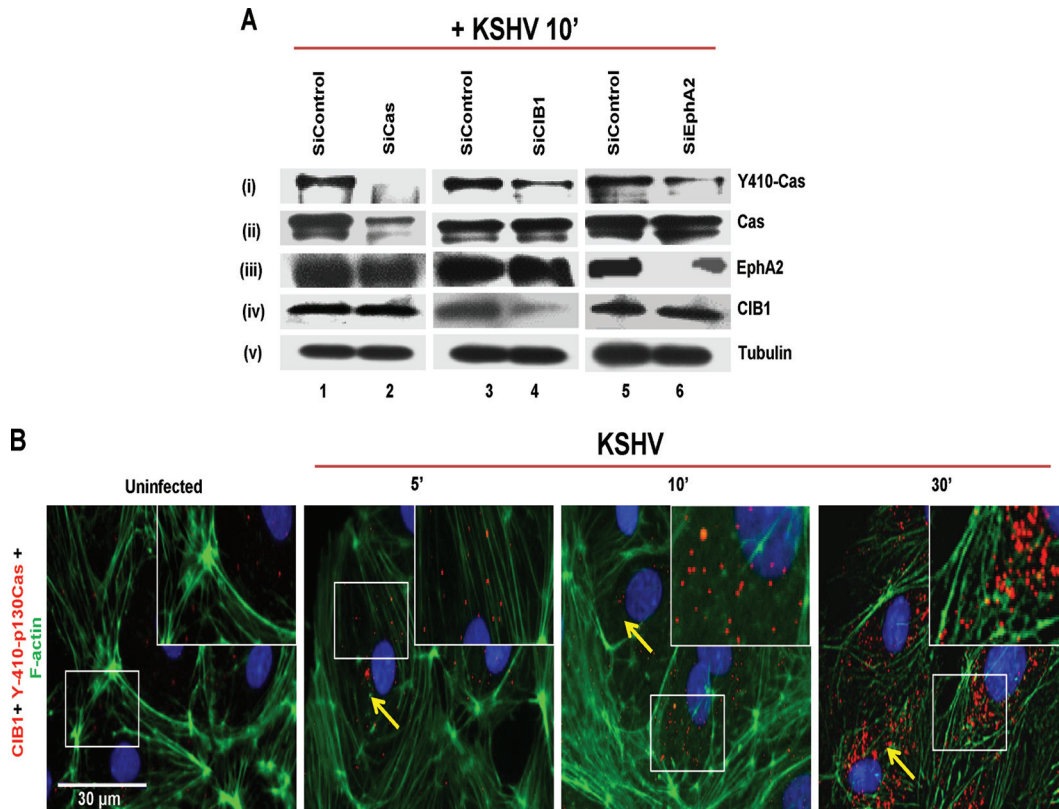 A
+ KSHV 10'
SiControl SiCas SiControl SiCIB1 SiControl SiEphA2
(i) Y410-Cas
(ii) Cas
(iii) EphA2
(iv) CIB1
(v) Tubulin
1 2 3 4 5 6
B
KSHV
Uninfected 5' 10' 30'
CIB1+ Y-410-p130Cas +
F-actin
30 µm